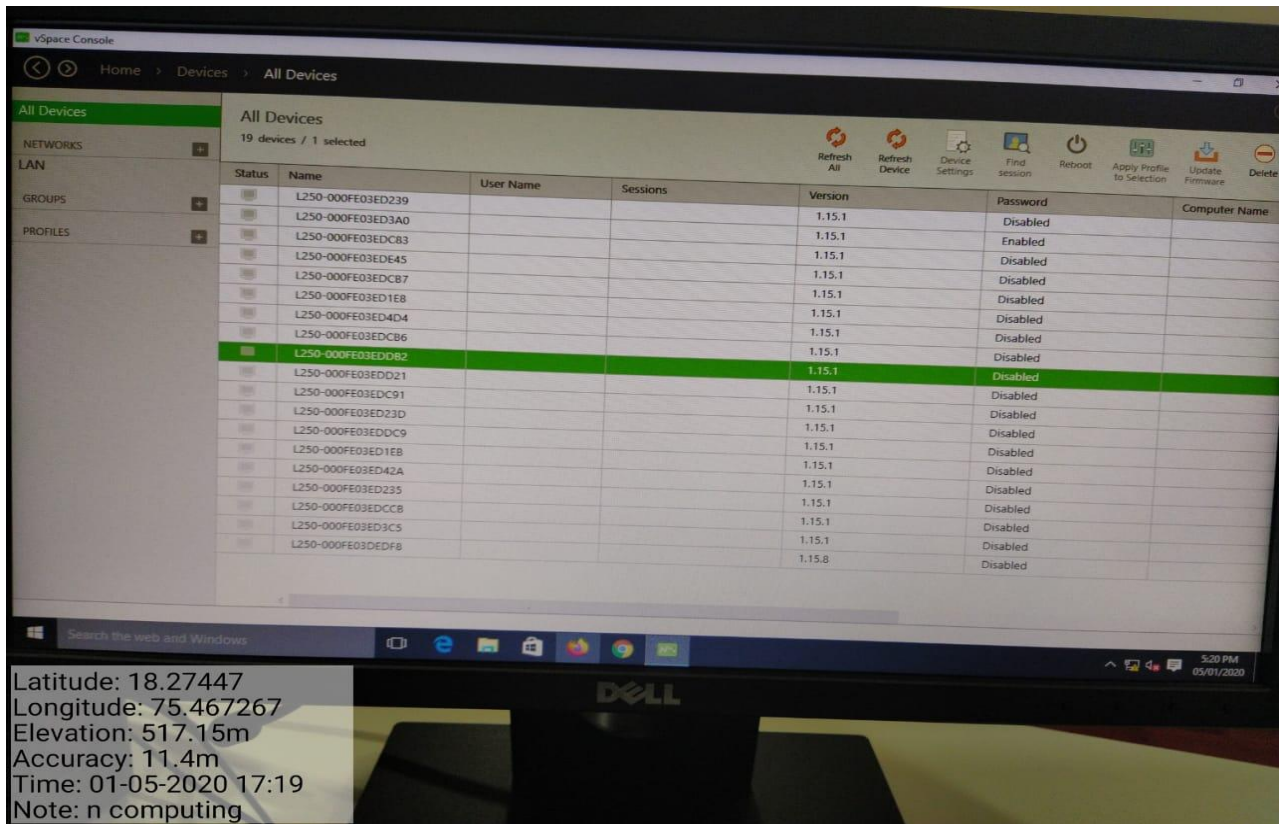 vSpace Console
Home > Devices > All Devices
All Devices
NETWORKS
LAN
GROUPS
PROFILES
All Devices
19 devices / 1 selected
Refresh All
Refresh Device
Device Settings
Find session
Reboot
Apply Profile to Selection
Update Firmware
Delete
Status Name User Name Sessions Version Password Computer Name
L250-000FE03ED239 1.15.1 Disabled
L250-000FE03ED3A0 1.15.1 Enabled
L250-000FE03EDC83 1.15.1 Disabled
L250-000FE03EDE45 1.15.1 Disabled
L250-000FE03EDCB7 1.15.1 Disabled
L250-000FE03ED1E8 1.15.1 Disabled
L250-000FE03ED4D4 1.15.1 Disabled
L250-000FE03EDCB6 1.15.1 Disabled
L250-000FE03EDDB2 1.15.1 Disabled
L250-000FE03EDD21 1.15.1 Disabled
L250-000FE03EDC91 1.15.1 Disabled
L250-000FE03ED23D 1.15.1 Disabled
L250-000FE03EDDC9 1.15.1 Disabled
L250-000FE03ED1EB 1.15.1 Disabled
L250-000FE03ED42A 1.15.1 Disabled
L250-000FE03ED235 1.15.1 Disabled
L250-000FE03EDCCB 1.15.1 Disabled
L250-000FE03ED3C5 1.15.1 Disabled
L250-000FE03DEDFB 1.15.8 Disabled
Search the web and Windows
5:20 PM
05/01/2020
DELL
Latitude: 18.27447
Longitude: 75.467267
Elevation: 517.15m
Accuracy: 11.4m
Time: 01-05-2020 17:19
Note: n computing